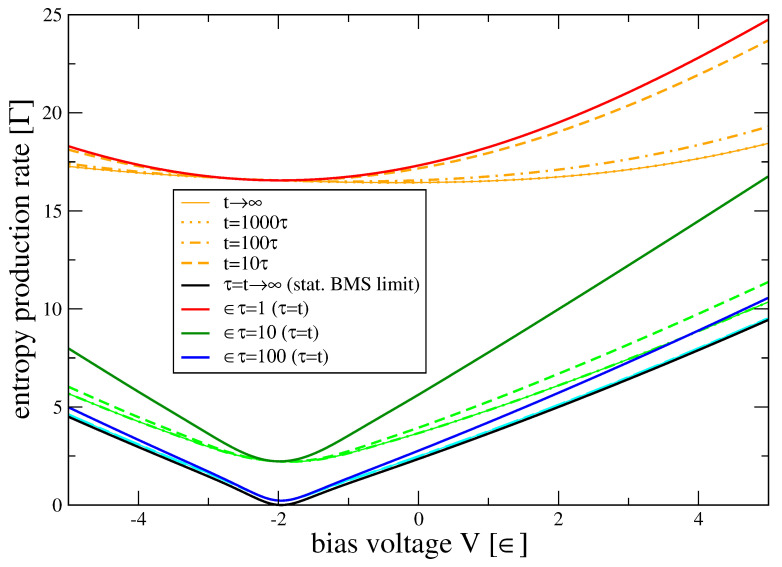 25
20
15
10
5
0
entropy production rate [Γ]
t→∞
t=1000τ
t=100τ
t=10τ
τ=t→∞ (stat. BMS limit)
∈τ=1 (τ=t)
∈τ=10 (τ=t)
∈τ=100 (τ=t)
-4 -2 0 2 4
bias voltage V [∈]